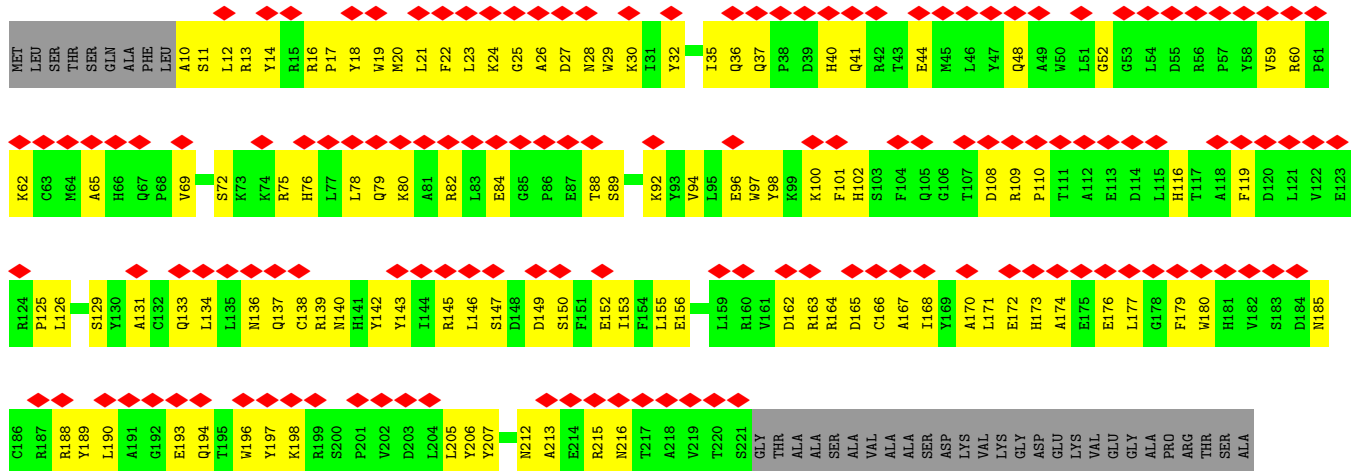 MET LEU SER THR SER GLN ALA PHE LEU A10 S11 L12 R13 Y14 R15 R16 P17 Y18 W19 M20 L21 F22 L23 K24 G25 A26 D27 N28 W29 K30 I31 Y32 I35 Q36 Q37 P38 D39 H40 Q41 R42 T43 E44 M45 L46 Y47 Q48 A49 W50 L51 G52 G53 L54 D55 R56 P57 Y58 V59 R60 P61
K62 C63 M64 A65 H66 Q67 P68 V69 S72 K73 K74 R75 H76 L77 L78 Q79 K80 A81 R82 L83 E84 G85 P86 E87 T88 S89 K92 Y93 V94 L95 E96 W97 Y98 K99 K100 F101 H102 S103 F104 Q105 G106 T107 D108 R109 P110 T111 A112 E113 D114 L115 H116 T117 A118 F119 D120 L121 V122 E123
R124 P125 L126 S129 Y130 A131 C132 Q133 L134 L135 N136 Q137 C138 R139 N140 H141 Y142 Y143 I144 R145 L146 S147 D148 D149 S150 F151 E152 I153 F154 L155 E156 L159 R160 V161 D162 R163 R164 D165 C166 A167 I168 Y169 A170 L171 E172 H173 A174 E175 E176 L177 G178 F179 W180 H181 V182 S183 D184 N185
C186 R187 R188 Y189 L190 A191 G192 E193 Q194 T195 W196 Y197 K198 R199 S200 P201 V202 D203 L204 L205 Y206 Y207 N212 A213 E214 R215 N216 T217 A218 V219 T220 S221 GLY THR ALA ALA SER ALA VAL ALA ALA SER ASP LYS VAL LYS GLY ASP GLU LYS VAL GLU GLY ALA PRO ARG THR SER ALA